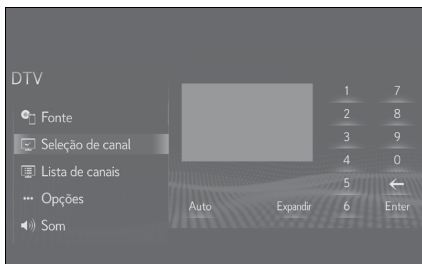 DTV
Fonte
Seleção de canal
Lista de canais
Opções
Som
Auto
Expandir
1 7
2 8
3 9
4 0
5 ←
6 Enter